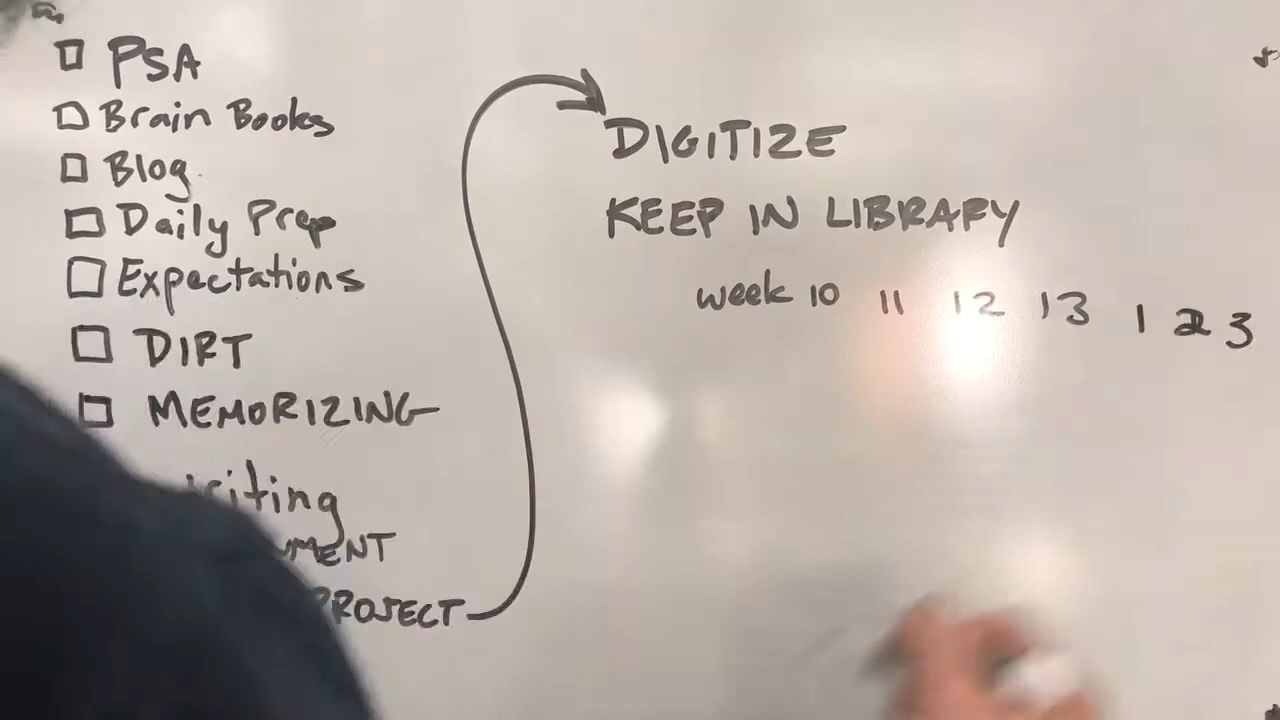 PSA
Brain Books
Blog
Daily Prep
Expectations
DIRT
MEMORIZING
PROJECT
DIGITIZE
KEEP IN LIBRARY
week 10 11 12 13 1 2 3